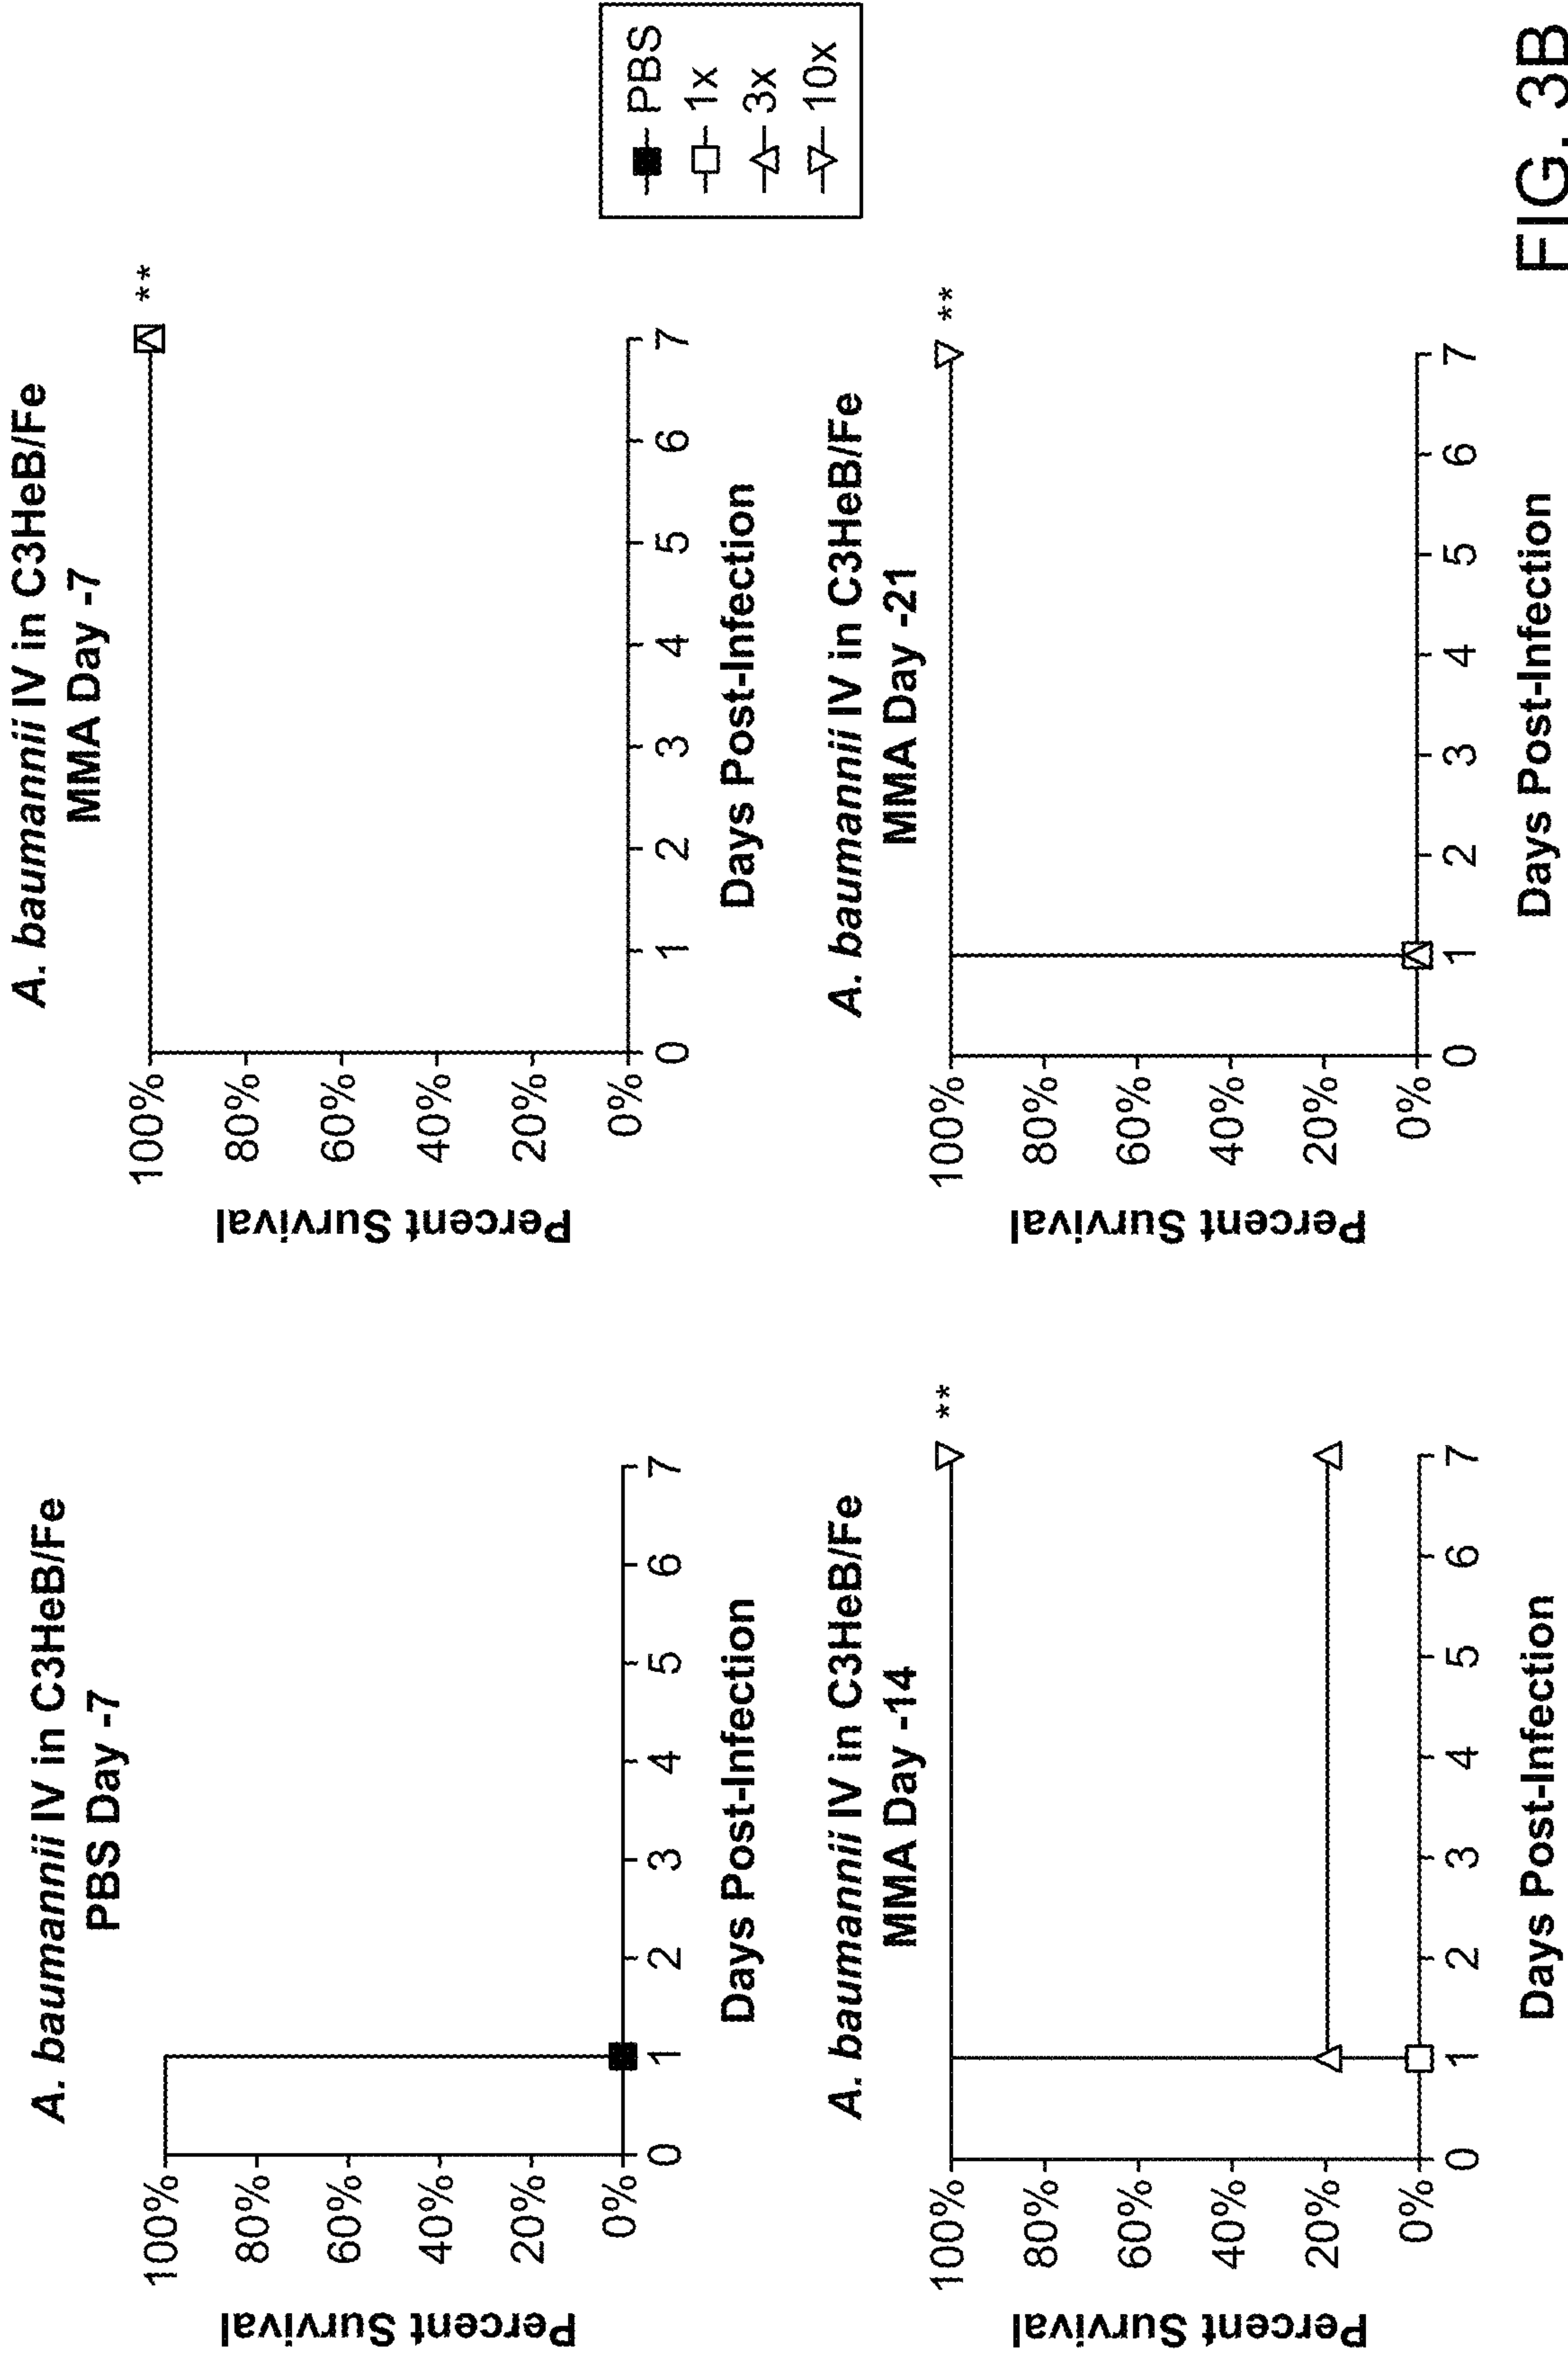 A. baumannii IV in C3HeB/Fe
PBS Day -7
Percent Survival
100%
80%
60%
40%
20%
0%
0 1 2 3 4 5 6 7
Days Post-Infection
A. baumannii IV in C3HeB/Fe
MMA Day -7
**
Percent Survival
100%
80%
60%
40%
20%
0%
0 1 2 3 4 5 6 7
Days Post-Infection
A. baumannii IV in C3HeB/Fe
MMA Day -14
**
Percent Survival
100%
80%
60%
40%
20%
0%
0 1 2 3 4 5 6 7
Days Post-Infection
A. baumannii IV in C3HeB/Fe
MMA Day -21
**
Percent Survival
100%
80%
60%
40%
20%
0%
0 1 2 3 4 5 6 7
Days Post-Infection
PBS
1x
3x
10x
FIG. 3B